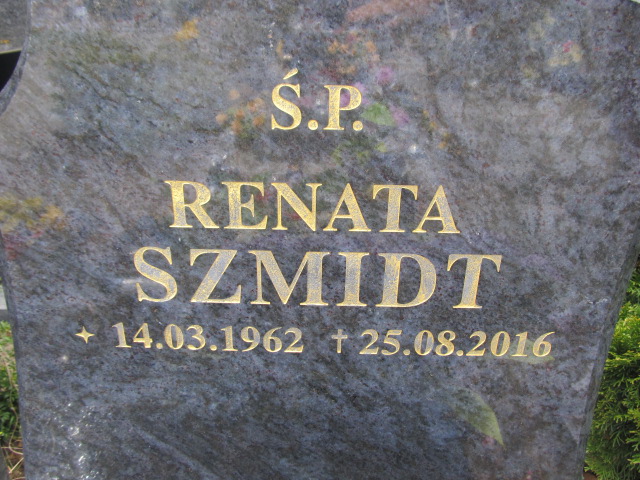 Ś.P.
RENATA
SZMIDT
✦ 14.03.1962 † 25.08.2016